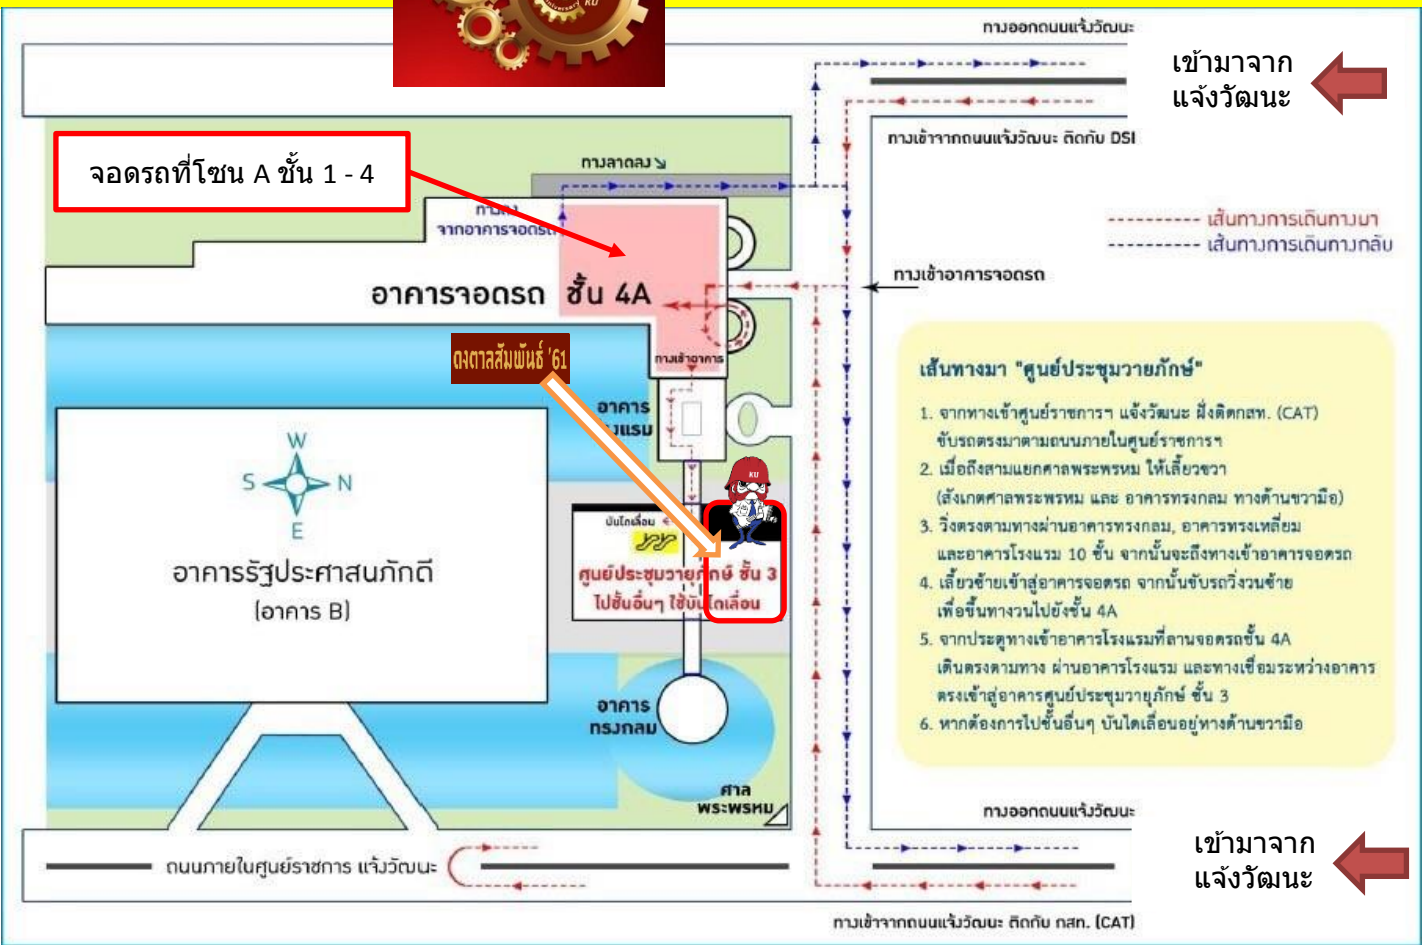 ทางออกถนนแจ้งวัฒนะ
เข้ามาจาก
แจ้งวัฒนะ
ทางเข้าจากถนนแจ้งวัฒนะ ติดกับ DSI
จอดรถที่โซน A ชั้น 1 - 4
ทางลาดลง
ทางลง
จากอาคารจอดรถ
เส้นทางการเดินทางมา
เส้นทางการเดินทางกลับ
ทางเข้าอาคารจอดรถ
อาคารจอดรถ ชั้น 4A
ดงตาลสัมพันธ์ '61
ทางเข้าอาคาร
อาคาร
โรงแรม
W
S N
E
อาคารรัฐประศาสนภักดี
(อาคาร B)
KU
บันไดเลื่อน
ศูนย์ประชุมวายุภักษ์ ชั้น 3
ไปชั้นอื่นๆ ใช้บันไดเลื่อน
อาคาร
ทรงกลม
ศาล
พระพรหม
เส้นทางมา "ศูนย์ประชุมวายภักษ์"
1. จากทางเข้าศูนย์ราชการฯ แจ้งวัฒนะ ฝั่งติดกสท. (CAT)
ขับรถตรงมาตามถนนภายในศูนย์ราชการฯ
2. เมื่อถึงสามแยกศาลพระพรหม ให้เลี้ยวขวา
(สังเกตศาลพระพรหม และ อาคารทรงกลม ทางด้านขวามือ)
3. วิ่งตรงตามทางผ่านอาคารทรงกลม, อาคารทรงเหลี่ยม
และอาคารโรงแรม 10 ชั้น จากนั้นจะถึงทางเข้าอาคารจอดรถ
4. เลี้ยวซ้ายเข้าสู่อาคารจอดรถ จากนั้นขับรถวิ่งวนซ้าย
เพื่อขึ้นทางวนไปยังชั้น 4A
5. จากประตูทางเข้าอาคารโรงแรมที่ลานจอดรถชั้น 4A
เดินตรงตามทาง ผ่านอาคารโรงแรม และทางเชื่อมระหว่างอาคาร
ตรงเข้าสู่อาคารศูนย์ประชุมวายุภักษ์ ชั้น 3
6. หากต้องการไปชั้นอื่นๆ บันไดเลื่อนอยู่ทางด้านขวามือ
ทางออกถนนแจ้งวัฒนะ
เข้ามาจาก
แจ้งวัฒนะ
ถนนภายในศูนย์ราชการ แจ้งวัฒนะ
ทางเข้าจากถนนแจ้งวัฒนะ ติดกับ กสท. (CAT)